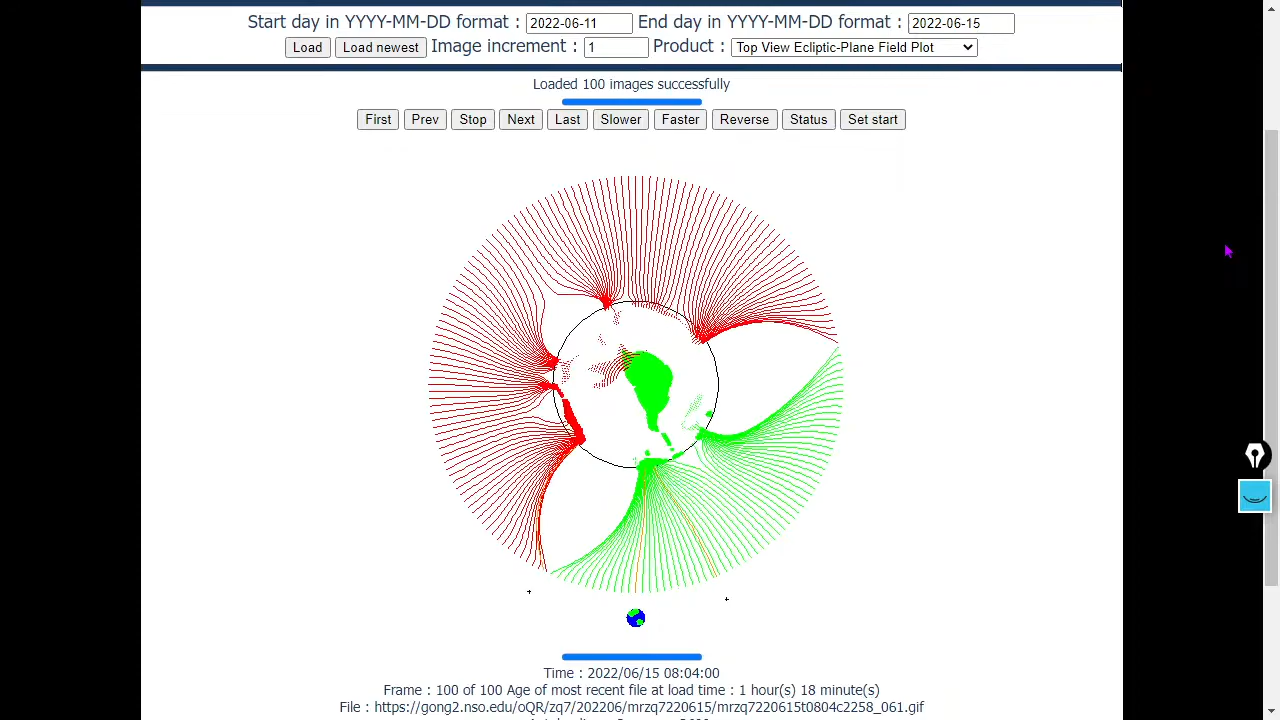 Start day in YYYY-MM-DD format : 2022-06-11 End day in YYYY-MM-DD format : 2022-06-15
Load Load newest Image increment : 1 Product : Top View Ecliptic-Plane Field Plot
Loaded 100 images successfully
First Prev Stop Next Last Slower Faster Reverse Status Set start
Time : 2022/06/15 08:04:00
Frame : 100 of 100 Age of most recent file at load time : 1 hour(s) 18 minute(s)
File : https://gong2.nso.edu/oQR/zq7/202206/mrzq7220615/mrzq7220615t0804c2258_061.gif